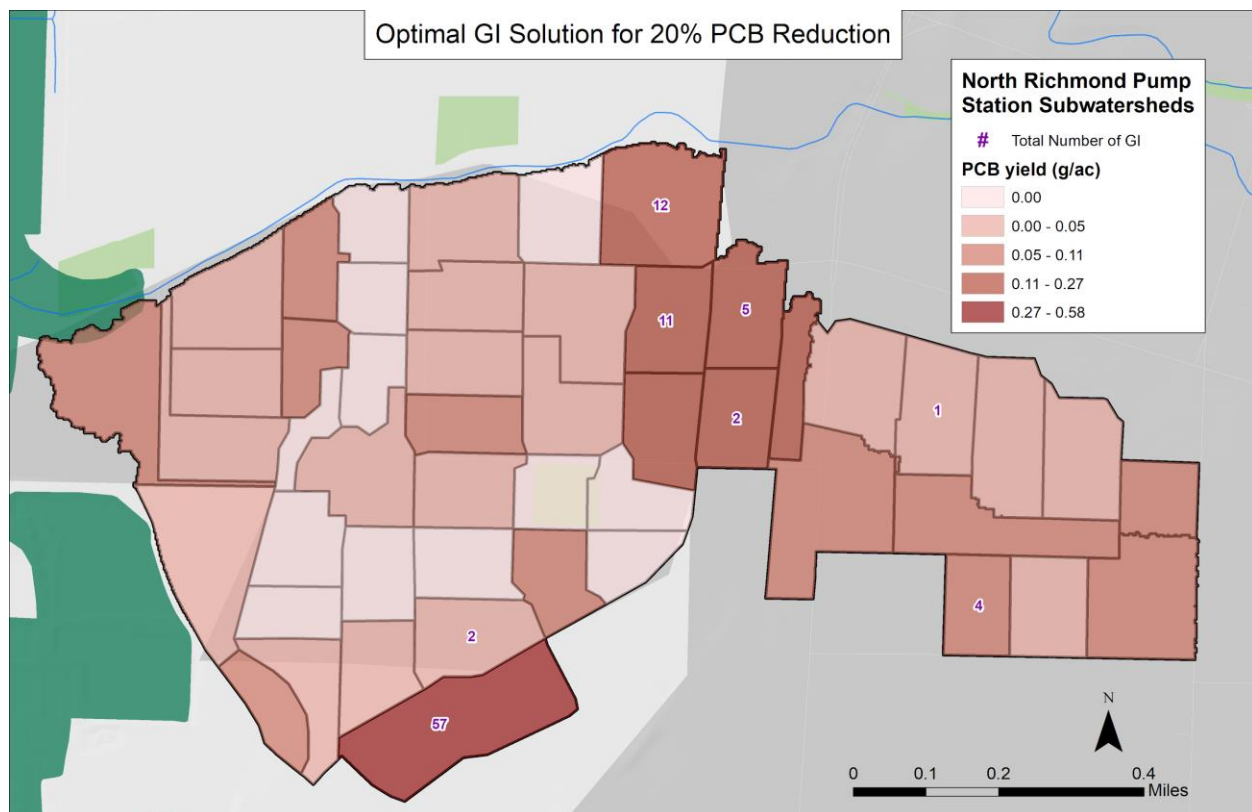 Optimal GI Solution for 20% PCB Reduction
North Richmond Pump
Station Subwatersheds
# Total Number of GI
PCB yield (g/ac)
0.00
0.00 - 0.05
0.05 - 0.11
0.11 - 0.27
0.27 - 0.58
12
5
11
2
1
4
2
57
N
0 0.1 0.2 0.4
Miles